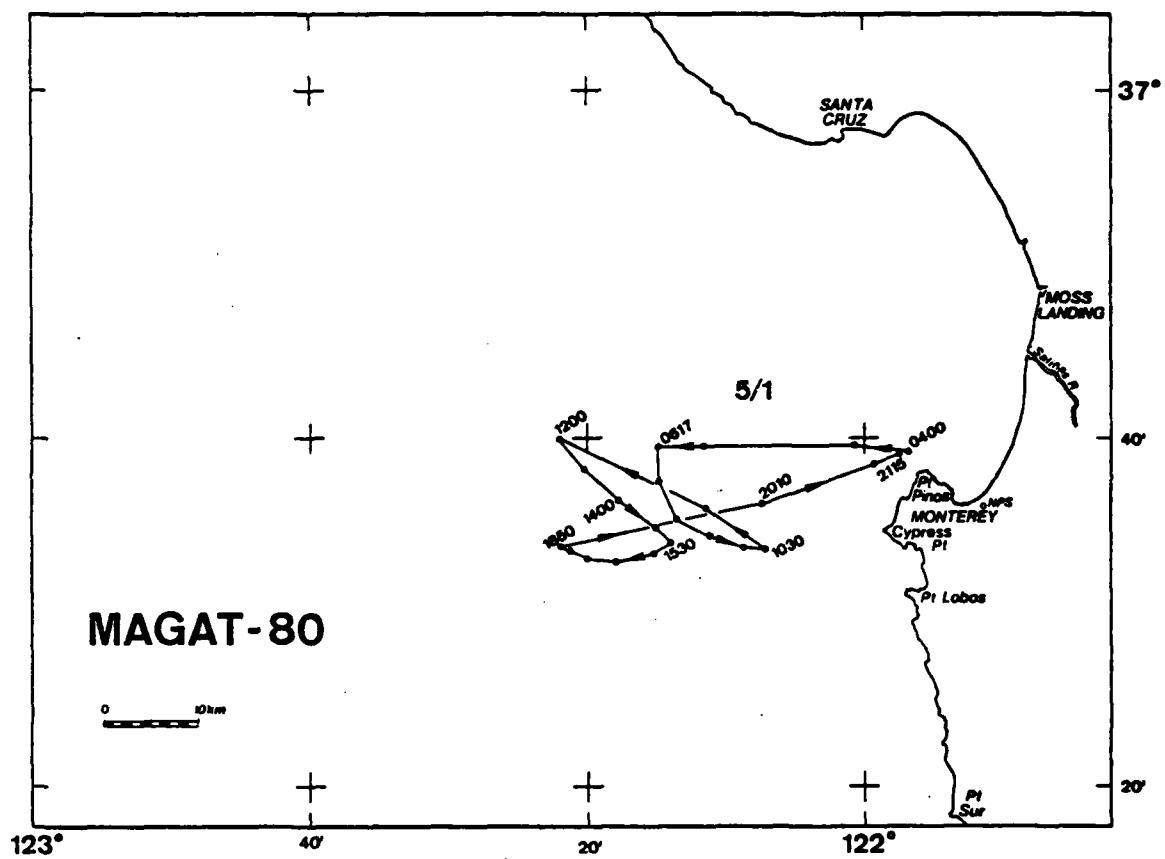 37°
SANTA
CRUZ
MOSS
LANDING
Salinas R
5/1
1200
0617
0400
40'
2115
2010
Pt
Pinos
NPS
1400
MONTEREY
Cypress
Pt
1850
1530
1030
Pt Lobos
MAGAT-80
0
10km
20'
Pt
Sur
123°
40'
20'
122°